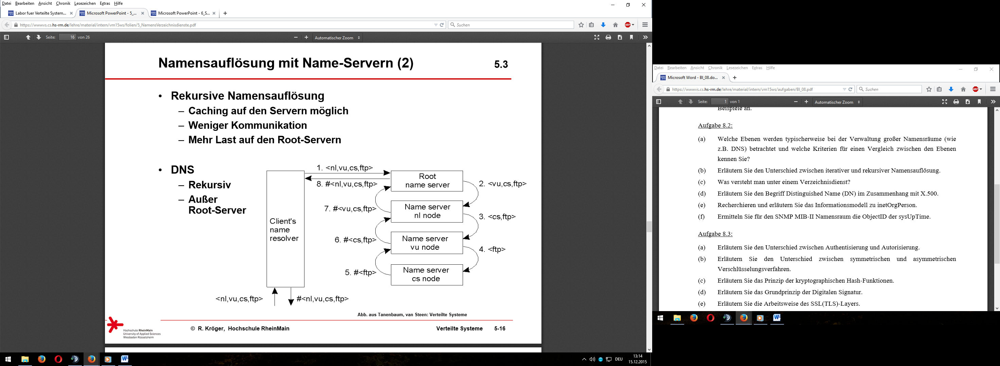 Datei Bearbeiten Ansicht Chronik Lesezeichen Extras Hilfe
Labor fuer Verteilte System...
Microsoft PowerPoint - 5_...
Microsoft PowerPoint - 6_S...
https://wwwvs.cs.hs-rm.de/lehre/material/intern/vm15ws/folien/5_NamensVerzeichnisdienste.pdf
Suchen
ABP
Seite: 16 von 26
Automatischer Zoom
Namensauflösung mit Name-Servern (2) 5.3
• Rekursive Namensauflösung
– Caching auf den Servern möglich
– Weniger Kommunikation
– Mehr Last auf den Root-Servern
• DNS
– Rekursiv
– Außer
Root-Server
1. <nl,vu,cs,ftp>
8. #<nl,vu,cs,ftp>
Root
name server
2. <vu,cs,ftp>
7. #<vu,cs,ftp>
Name server
nl node
3. <cs,ftp>
Client's
name
resolver
6. #<cs,ftp>
Name server
vu node
4. <ftp>
5. #<ftp>
Name server
cs node
<nl,vu,cs,ftp>
#<nl,vu,cs,ftp>
Abb. aus Tanenbaum, van Steen: Verteilte Systeme
Hochschule RheinMain
University of Applied Sciences
Wiesbaden Rüsselsheim
© R. Kröger, Hochschule RheinMain
Verteilte Systeme 5-16
DEU
13:14
15.12.2015
Datei Bearbeiten Ansicht Chronik Lesezeichen Extras Hilfe
Microsoft Word - Bl_08.do...
https://wwwvs.cs.hs-rm.de/lehre/material/intern/vm15ws/aufgaben/Bl_08.pdf
Suchen
ABP
Seite: 1 von 1
Automatischer Zoom
Beispiele an.
Aufgabe 8.2:
(a) Welche Ebenen werden typischerweise bei der Verwaltung großer Namensräume (wie
z.B. DNS) betrachtet und welche Kriterien für einen Vergleich zwischen den Ebenen
kennen Sie?
(b) Erläutern Sie den Unterschied zwischen iterativer und rekursiver Namensauflösung.
(c) Was versteht man unter einem Verzeichnisdienst?
(d) Erläutern Sie den Begriff Distinguished Name (DN) im Zusammenhang mit X.500.
(e) Recherchieren und erläutern Sie das Informationsmodell zu inetOrgPerson.
(f) Ermitteln Sie für den SNMP MIB-II Namensraum die ObjectID der sysUpTime.
Aufgabe 8.3:
(a) Erläutern Sie den Unterschied zwischen Authentisierung und Autorisierung.
(b) Erläutern Sie den Unterschied zwischen symmetrischen und asymmetrischen
Verschlüsselungsverfahren.
(c) Erläutern Sie das Prinzip der kryptographischen Hash-Funktionen.
(d) Erläutern Sie das Grundprinzip der Digitalen Signatur.
(e) Erläutern Sie die Arbeitsweise des SSL(TLS)-Layers.